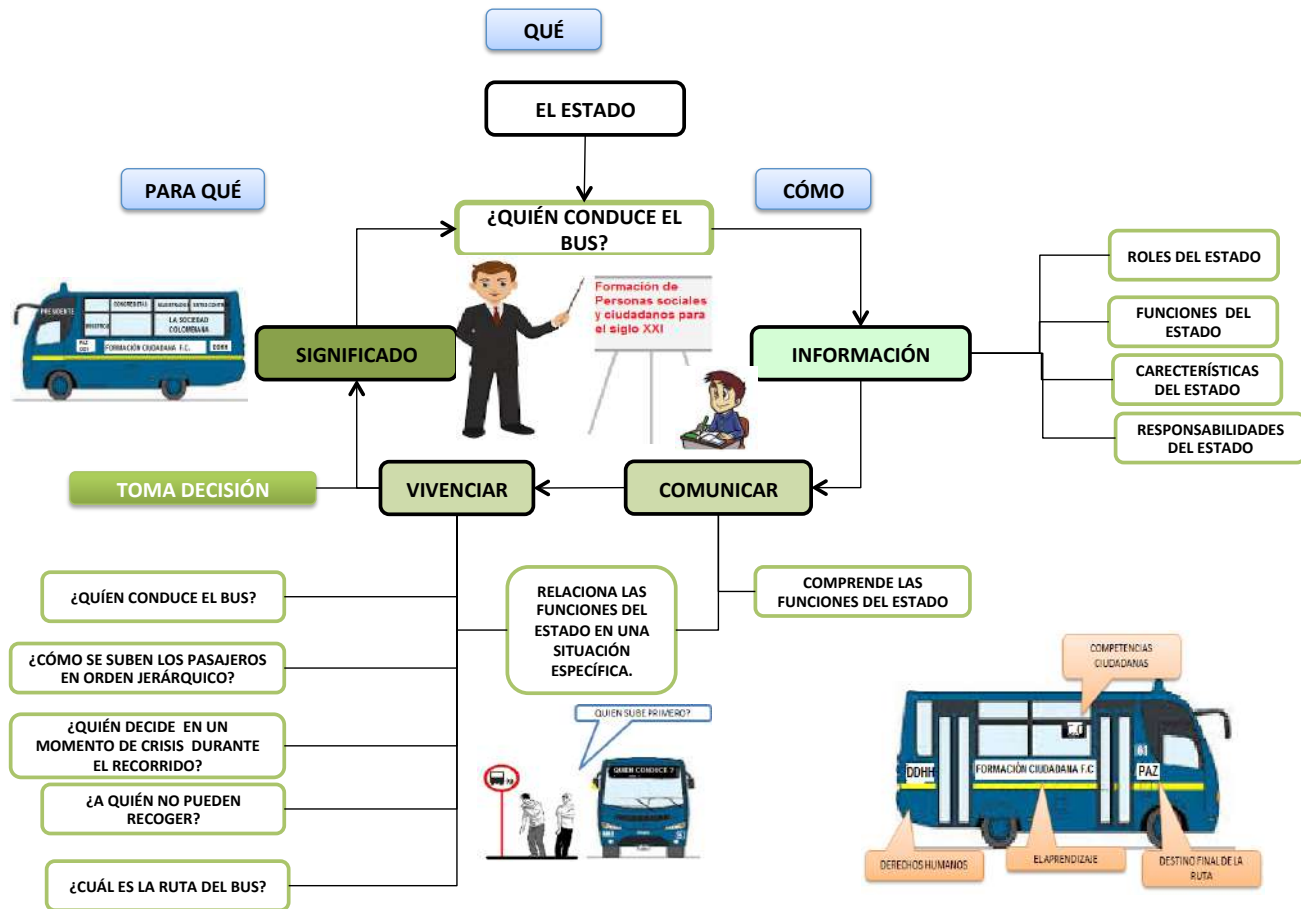 QUÉ
EL ESTADO
PARA QUÉ
CÓMO
¿QUIÉN CONDUCE EL
BUS?
ROLES DEL ESTADO
FUNCIONES DEL
ESTADO
CARECTERÍSTICAS
DEL ESTADO
RESPONSABILIDADES
DEL ESTADO
PRESIDENTE
LA SOCIEDAD
COLOMBIANA
FORMACIÓN CIUDADANA F.C.
DDHH
PAZ
Formación de
Personas sociales
y ciudadanos para
el siglo XXI
SIGNIFICADO
INFORMACIÓN
TOMA DECISIÓN
VIVENCIAR
COMUNICAR
¿QUÍEN CONDUCE EL BUS?
¿CÓMO SE SUBEN LOS PASAJEROS
EN ORDEN JERÁRQUICO?
¿QUIÉN DECIDE EN UN
MOMENTO DE CRISIS DURANTE
EL RECORRIDO?
¿A QUIÉN NO PUEDEN
RECOGER?
¿CUÁL ES LA RUTA DEL BUS?
RELACIONA LAS
FUNCIONES DEL
ESTADO EN UNA
SITUACIÓN
ESPECÍFICA.
COMPRENDE LAS
FUNCIONES DEL ESTADO
QUIEN SUBE PRIMERO?
QUIEN CONDUCE ?
COMPETENCIAS
CIUDADANAS
DDHH
FORMACIÓN CIUDADANA F.C
PAZ
DERECHOS HUMANOS
EL APRENDIZAJE
DESTINO FINAL DE LA
RUTA